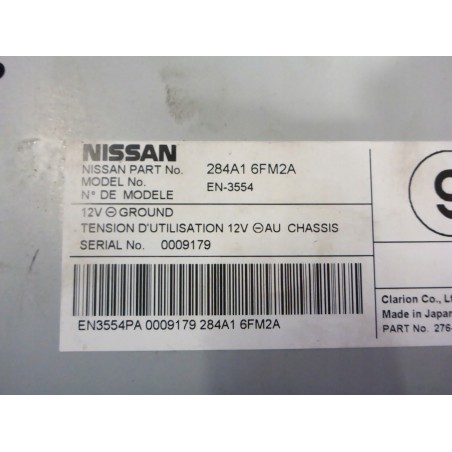 NISSAN
NISSAN PART No. 284A1 6FM2A
MODEL No. EN-3554
N° DE MODELE
12V ⊖ GROUND
TENSION D'UTILISATION 12V ⊖ AU CHASSIS
SERIAL No. 0009179
EN3554PA 0009179 284A1 6FM2A
9
Clarion Co., Lt
Made in Japan
PART No. 276-